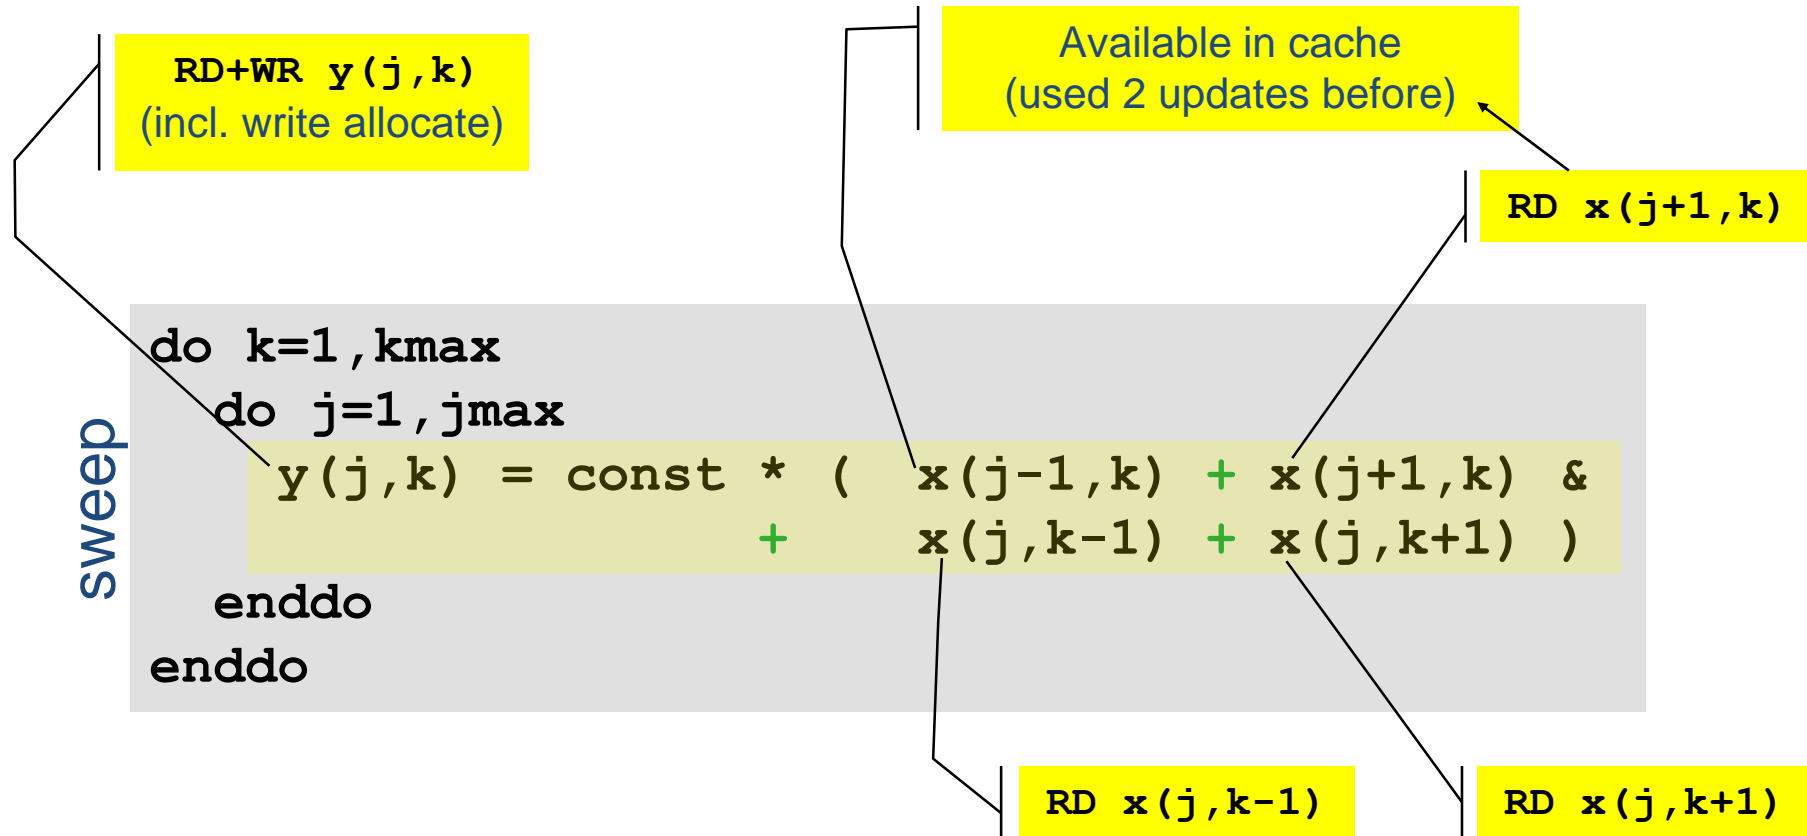 RD+WR y(j,k)
(incl. write allocate)
Available in cache
(used 2 updates before)
RD x(j+1,k)
sweep
do k=1,kmax
do j=1,jmax
y(j,k) = const * ( x(j-1,k) + x(j+1,k) &
+ x(j,k-1) + x(j,k+1) )
enddo
enddo
RD x(j,k-1)
RD x(j,k+1)